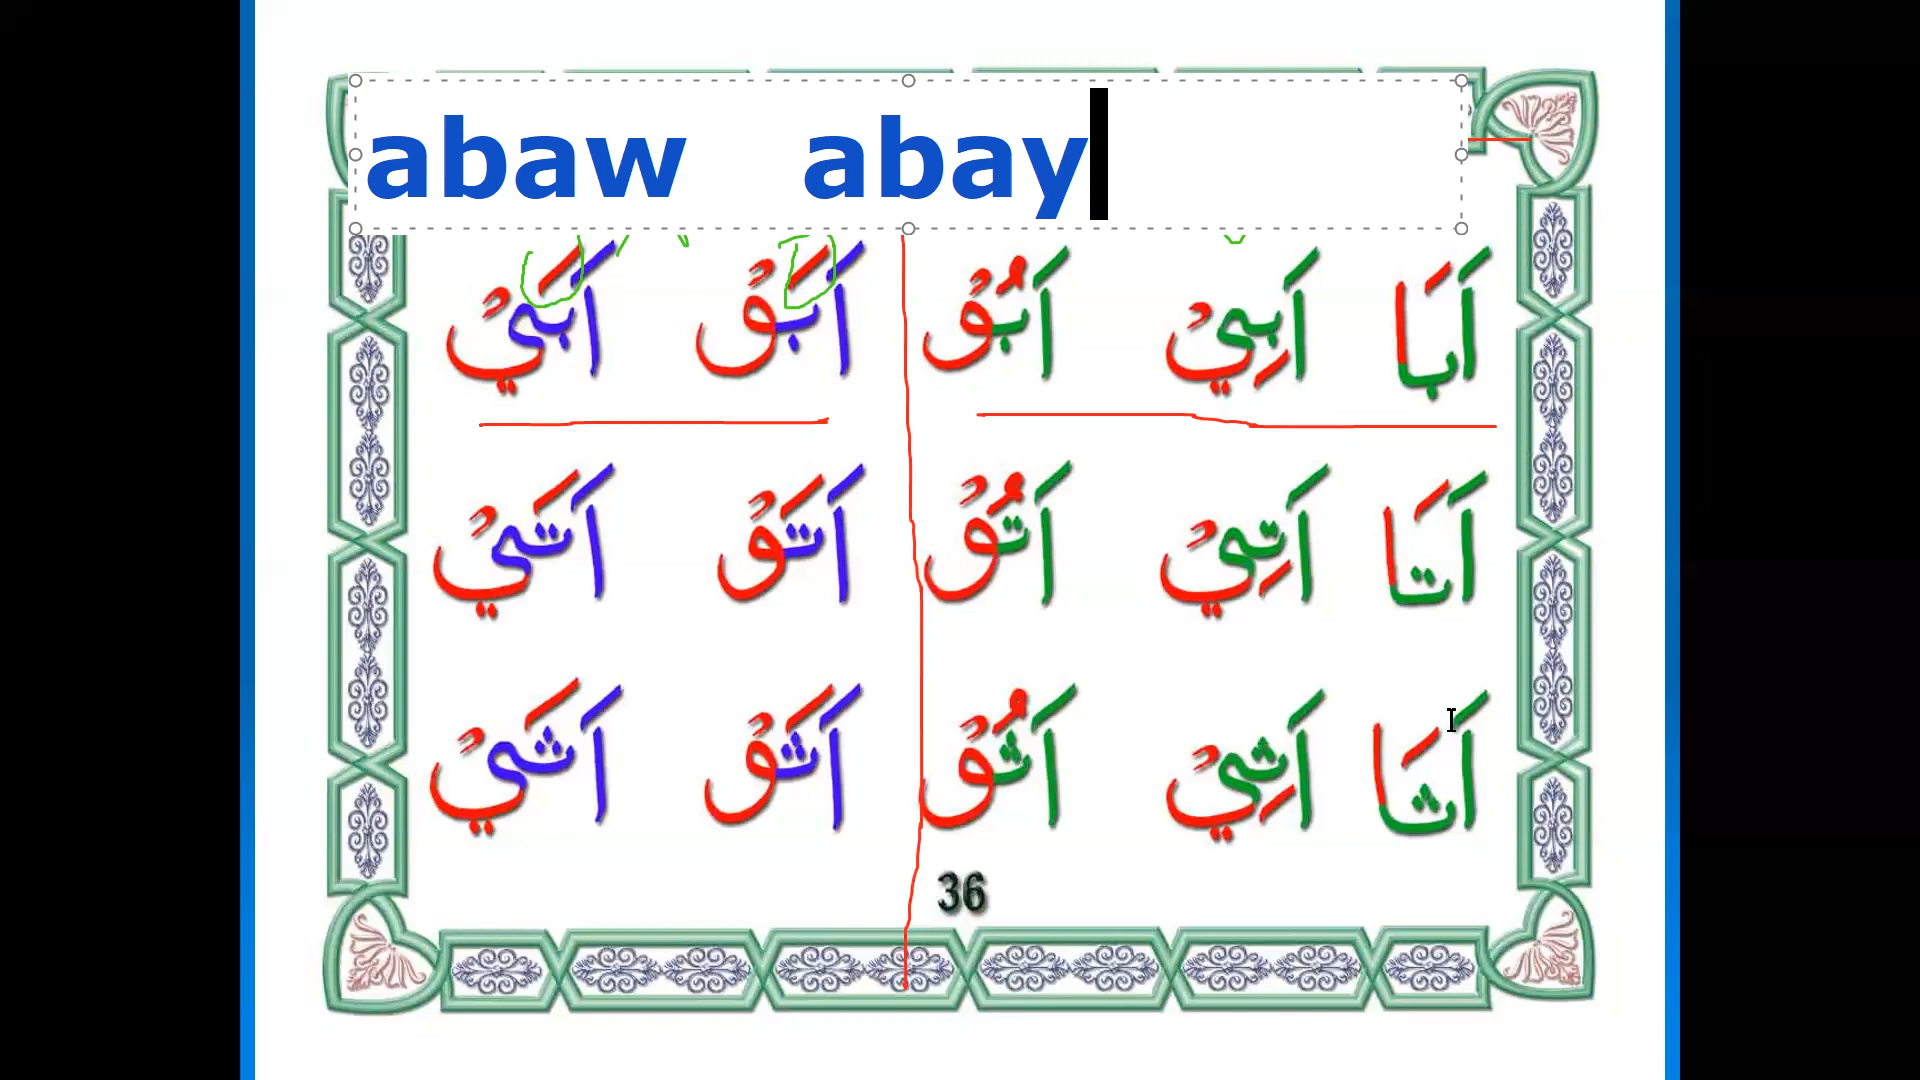 abaw abay
اَبَا اَبِيْ اَبُوْ اَبَوْ اَبَيْ
اَتَا اَتِيْ اَتُوْ اَتَوْ اَتَيْ
اَثَا اَثِيْ اَثُوْ اَثَوْ اَثَيْ
36